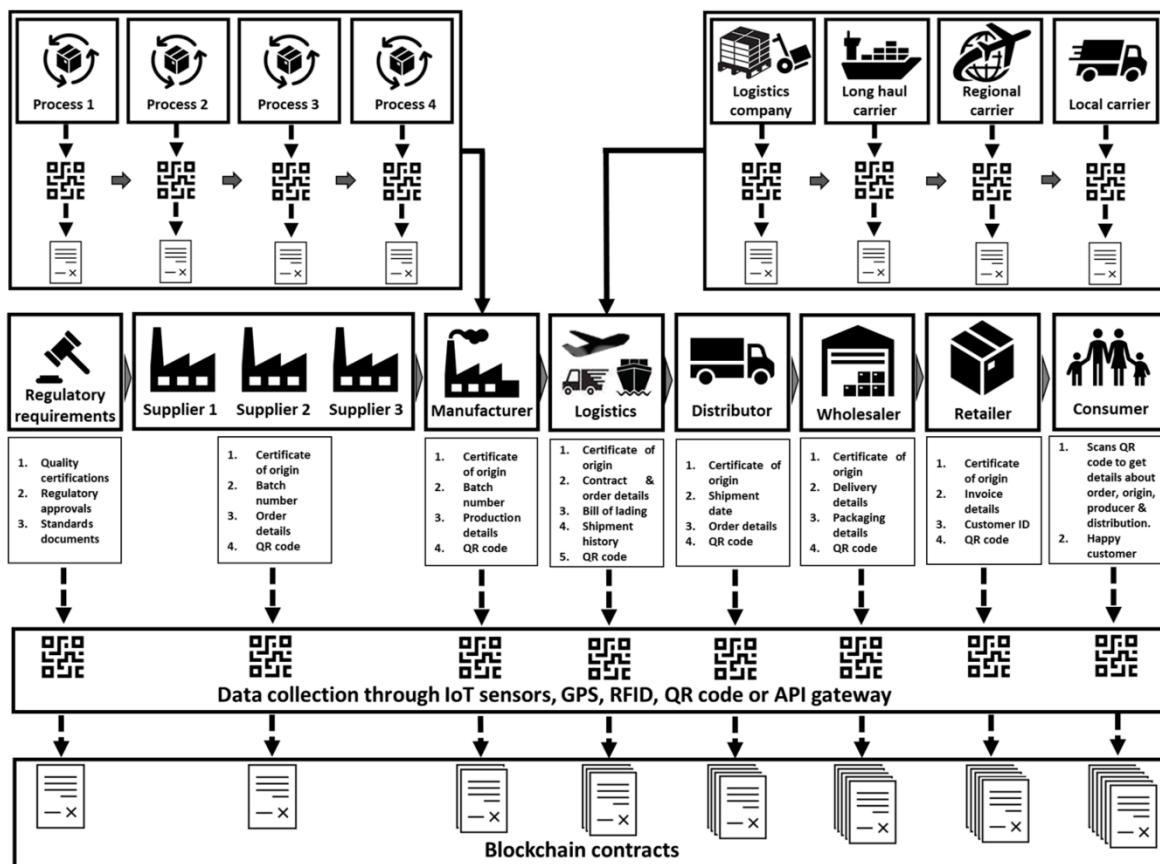 Process 1
Process 2
Process 3
Process 4
Logistics
company
Long haul
carrier
Regional
carrier
Local carrier
Regulatory
requirements
Supplier 1
Supplier 2
Supplier 3
Manufacturer
Logistics
Distributor
Wholesaler
Retailer
Consumer
1. Quality
certifications
2. Regulatory
approvals
3. Standards
documents
1. Certificate
of origin
2. Batch
number
3. Order
details
4. QR code
1. Certificate
of origin
2. Batch
number
3. Production
details
4. QR code
1. Certificate of
origin
2. Contract &
order details
3. Bill of lading
4. Shipment
history
5. QR code
1. Certificate of
origin
2. Shipment
date
3. Order details
4. QR code
1. Certificate of
origin
2. Delivery
details
3. Packaging
details
4. QR code
1. Certificate of
origin
2. Invoice
details
3. Customer ID
4. QR code
1. Scans QR
code to get
details about
order, origin,
producer &
distribution.
2. Happy
customer
Data collection through IoT sensors, GPS, RFID, QR code or API gateway
Blockchain contracts